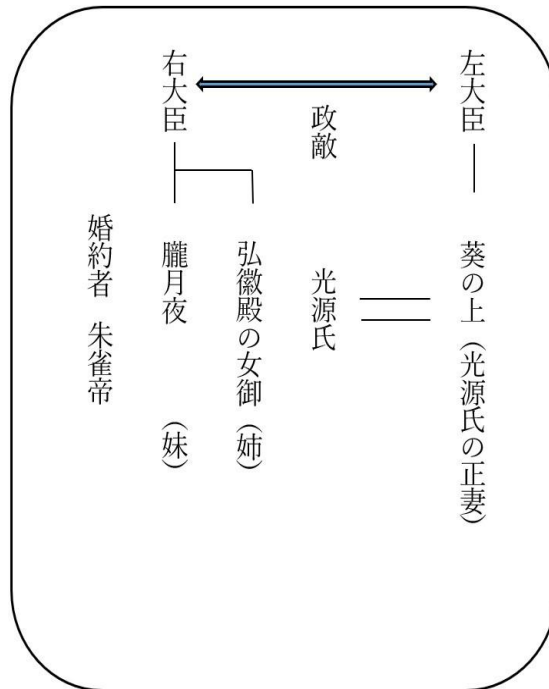 左大臣
葵の上（光源氏の正妻）
政敵
光源氏
弘徽殿の女御（姉）
右大臣
朧月夜（妹）
婚約者　朱雀帝